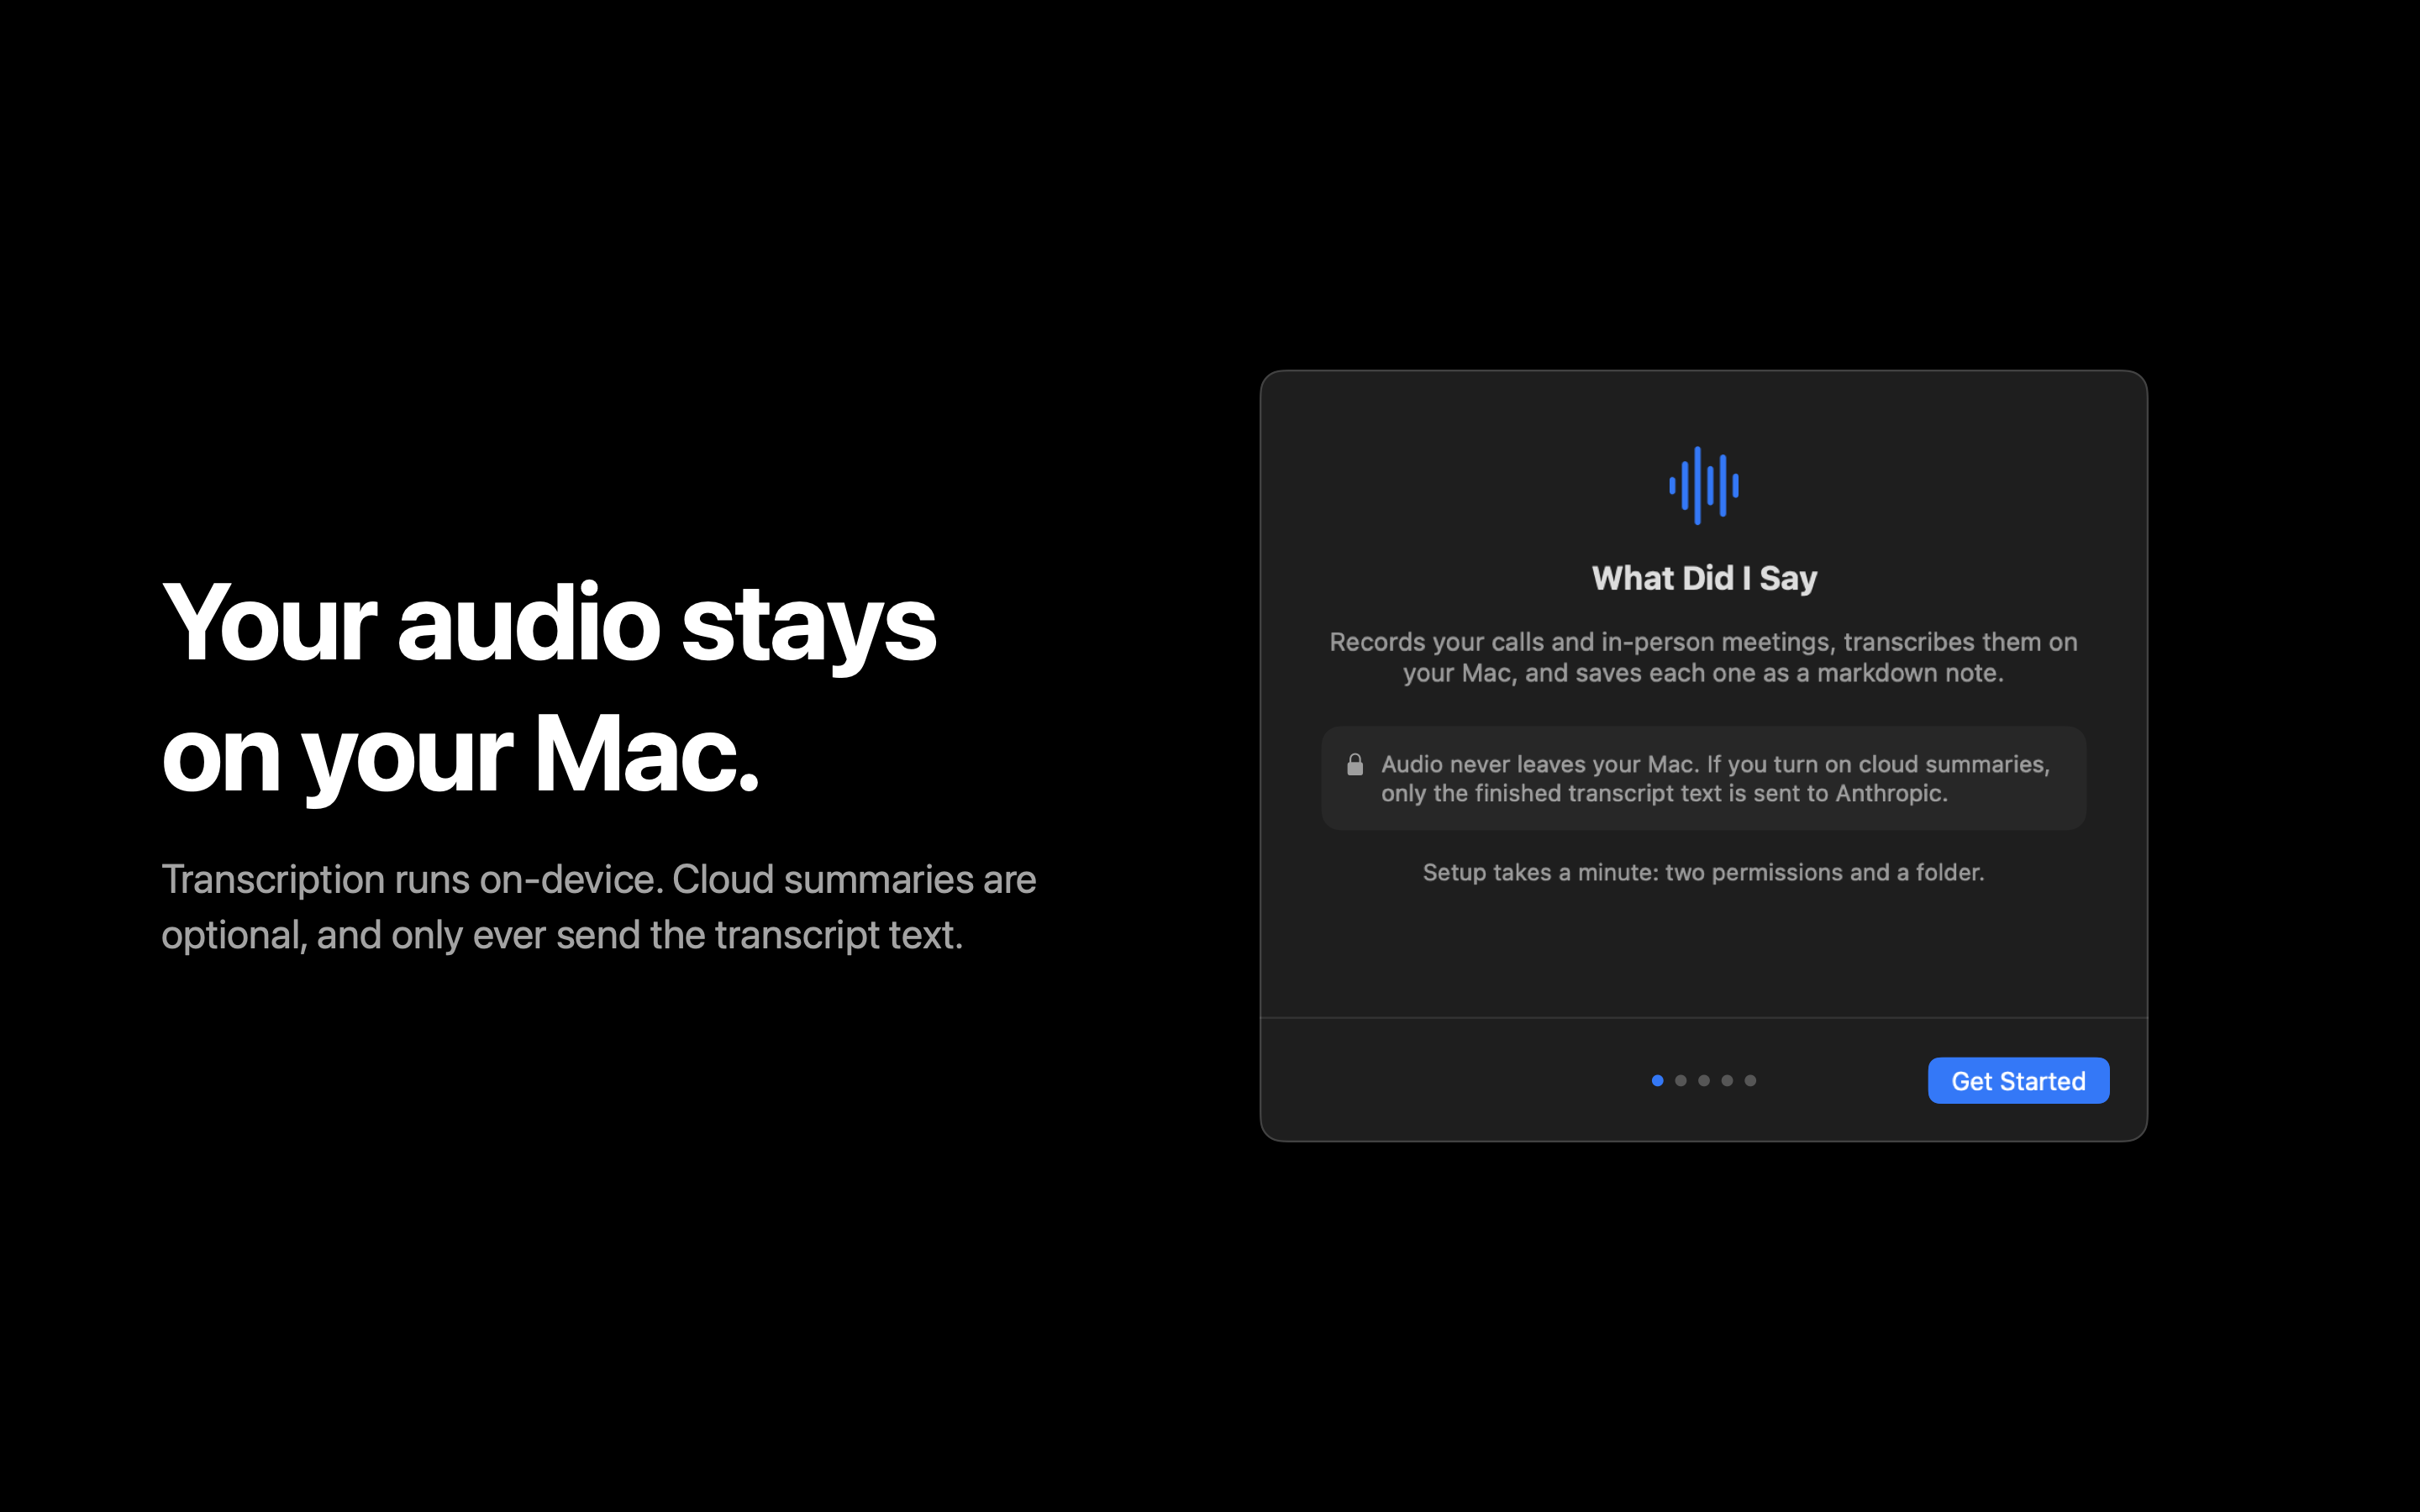 Your audio stays
on your Mac.
Transcription runs on-device. Cloud summaries are
optional, and only ever send the transcript text.
What Did I Say
Records your calls and in-person meetings, transcribes them on
your Mac, and saves each one as a markdown note.
Audio never leaves your Mac. If you turn on cloud summaries,
only the finished transcript text is sent to Anthropic.
Setup takes a minute: two permissions and a folder.
Get Started